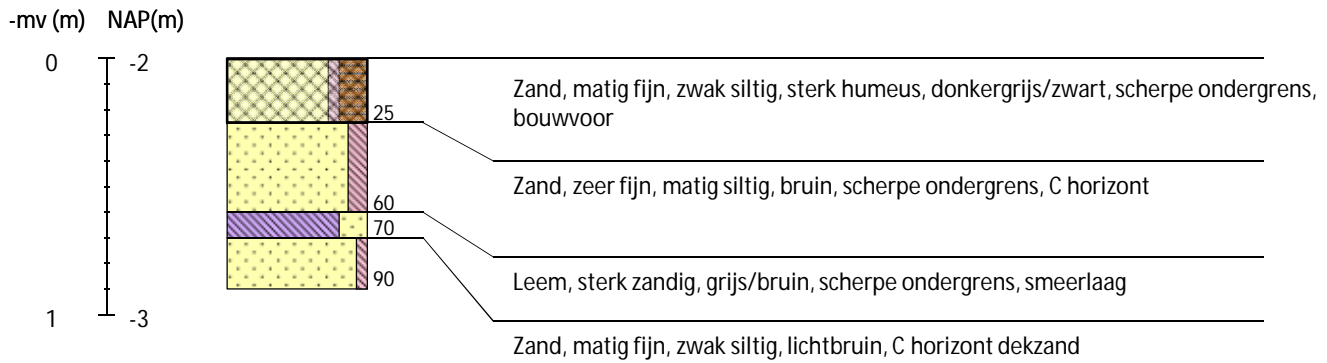 -mv (m) NAP(m)
0 -2
Zand, matig fijn, zwak siltig, sterk humeus, donkergrijs/zwart, scherpe ondergrens,
bouwvoor
25
Zand, zeer fijn, matig siltig, bruin, scherpe ondergrens, C horizont
60
70
Leem, sterk zandig, grijs/bruin, scherpe ondergrens, smeerlaag
90
1 -3
Zand, matig fijn, zwak siltig, lichtbruin, C horizont dekzand